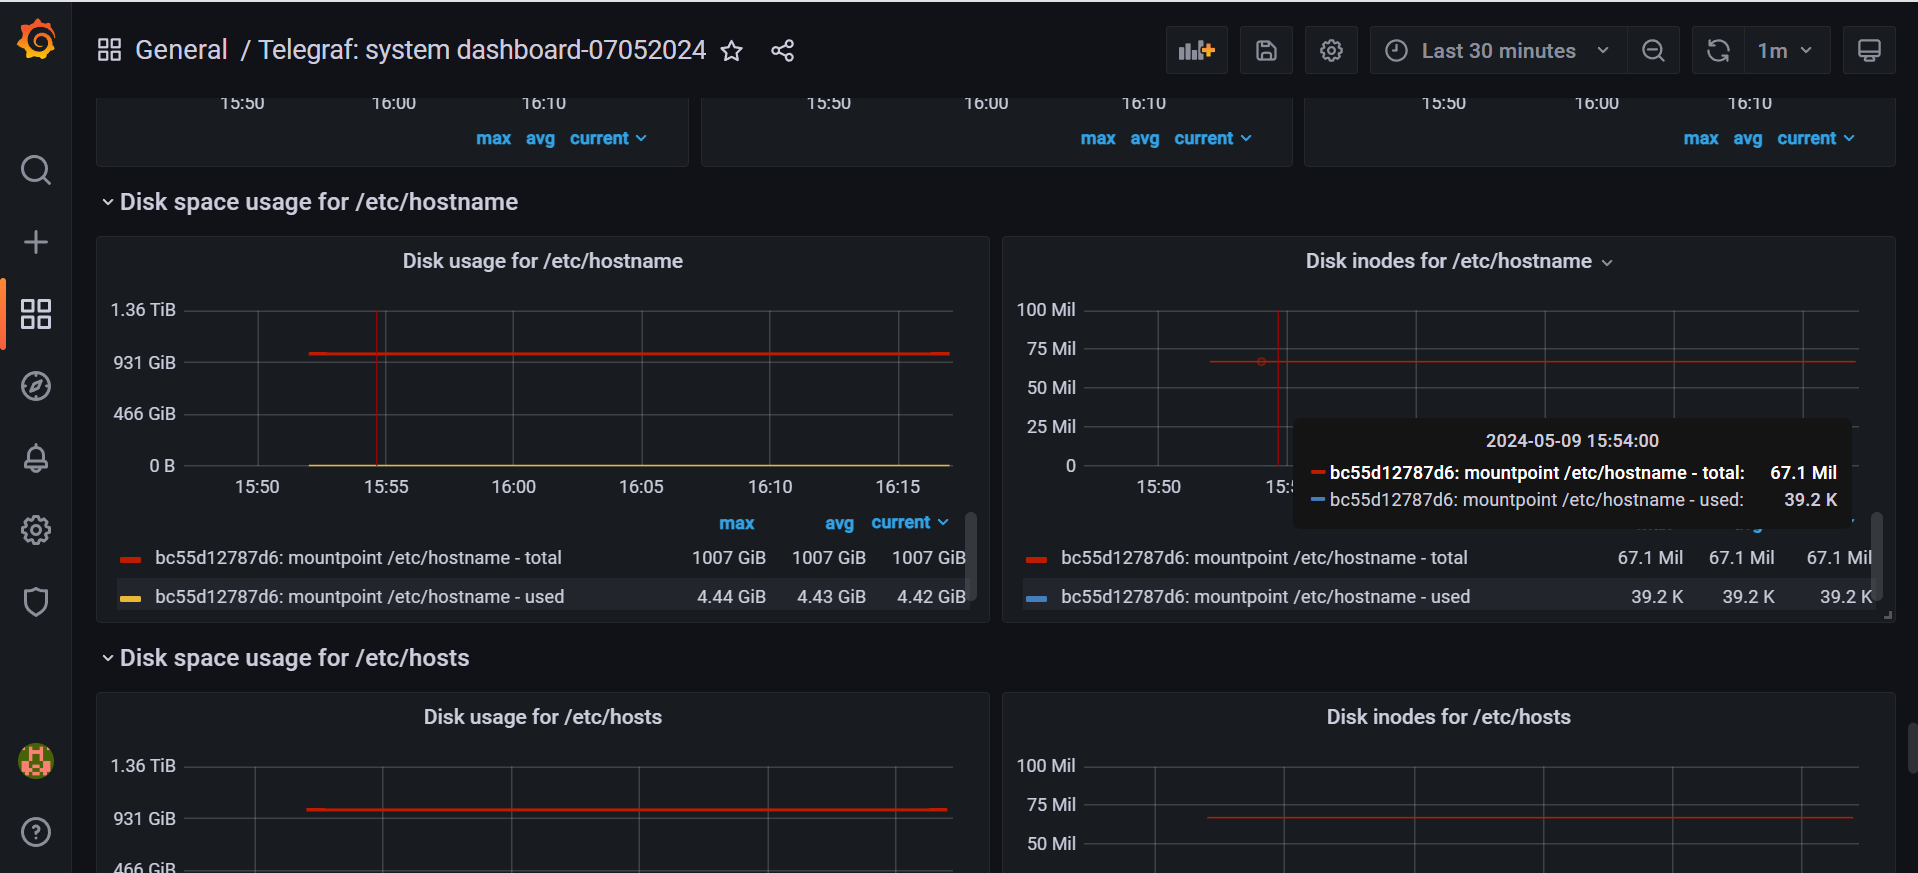 General / Telegraf: system dashboard-07052024
Last 30 minutes
1m
15:50 16:00 16:10
max avg current
15:50 16:00 16:10
max avg current
15:50 16:00 16:10
max avg current
Disk space usage for /etc/hostname
Disk usage for /etc/hostname
1.36 TiB
931 GiB
466 GiB
0 B
15:50 15:55 16:00 16:05 16:10 16:15
max avg current
bc55d12787d6: mountpoint /etc/hostname - total 1007 GiB 1007 GiB 1007 GiB
bc55d12787d6: mountpoint /etc/hostname - used 4.44 GiB 4.43 GiB 4.42 GiB
Disk inodes for /etc/hostname
100 Mil
75 Mil
50 Mil
25 Mil
0
15:50
2024-05-09 15:54:00
bc55d12787d6: mountpoint /etc/hostname - total: 67.1 Mil
bc55d12787d6: mountpoint /etc/hostname - used: 39.2 K
bc55d12787d6: mountpoint /etc/hostname - total 67.1 Mil 67.1 Mil 67.1 Mil
bc55d12787d6: mountpoint /etc/hostname - used 39.2 K 39.2 K 39.2 K
Disk space usage for /etc/hosts
Disk usage for /etc/hosts
1.36 TiB
931 GiB
466 GiB
Disk inodes for /etc/hosts
100 Mil
75 Mil
50 Mil